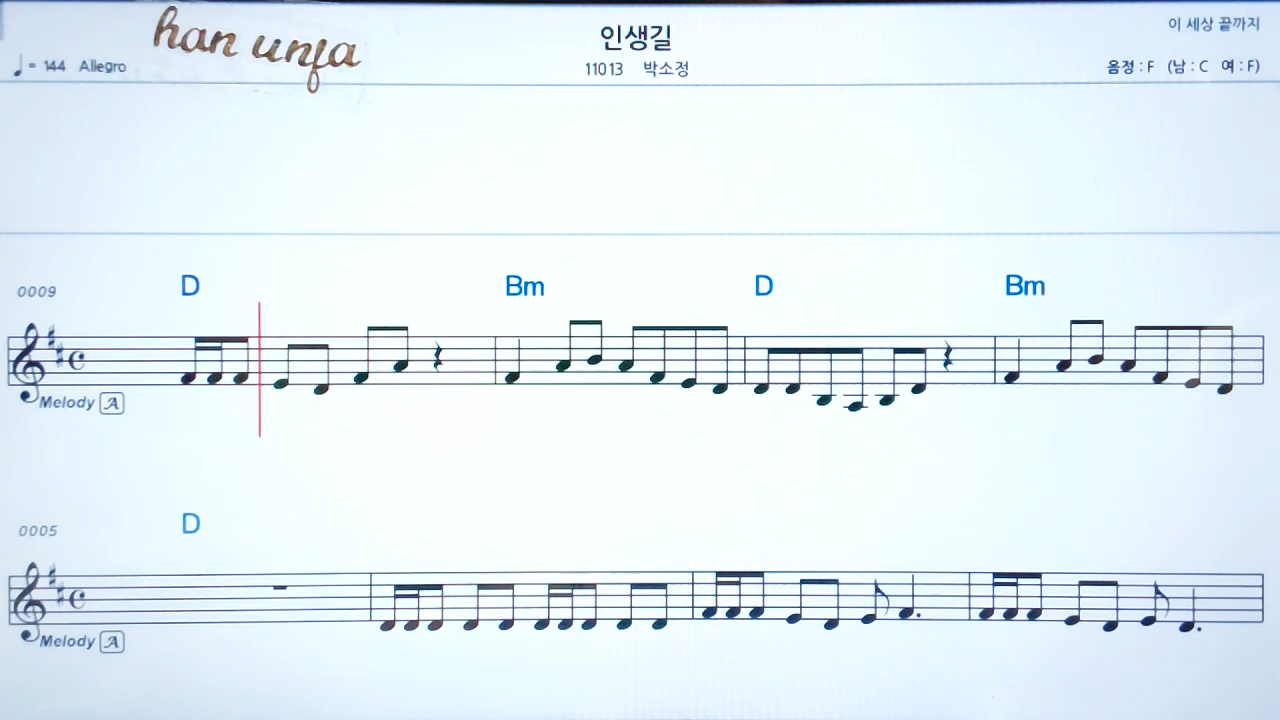 han unja
인생길
이 세상 끝까지
♩= 144 Allegro
11013 박소정
음정 : F (남 : C 여 : F)
D Bm D Bm
0009
Melody A
D
0005
Melody A